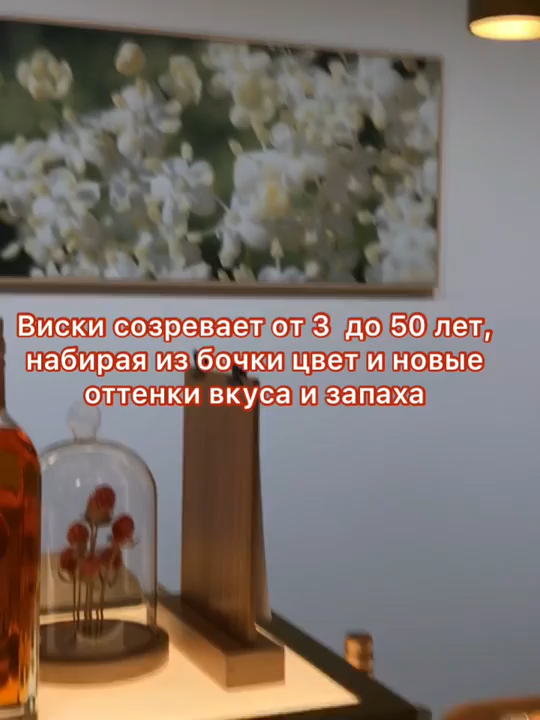 Виски созревает от 3 до 50 лет,
набирая из бочки цвет и новые
оттенки вкуса и запаха